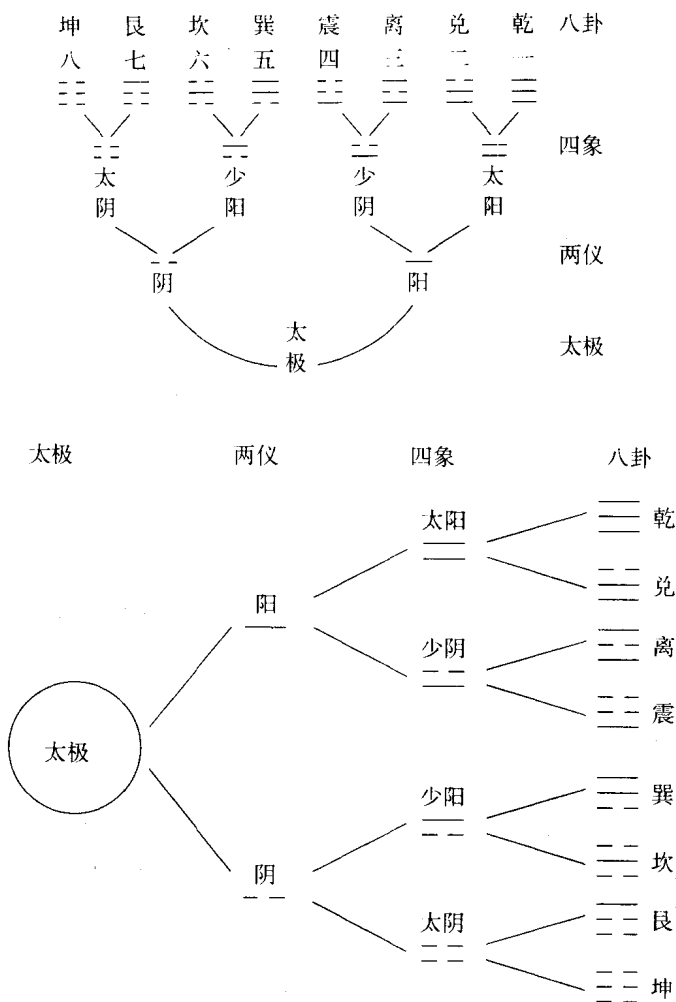 坤 艮 坎 巽 震 离 兑 乾 八卦
八 七 六 五 四 三 二 一
四象
太阴 少阳 少阴 太阳
两仪
阴 阳
太极 太极
太极 两仪 四象 八卦
太阳 乾
兑
阳
少阴 离
震
太极
少阳 巽
坎
阴
太阴 艮
坤